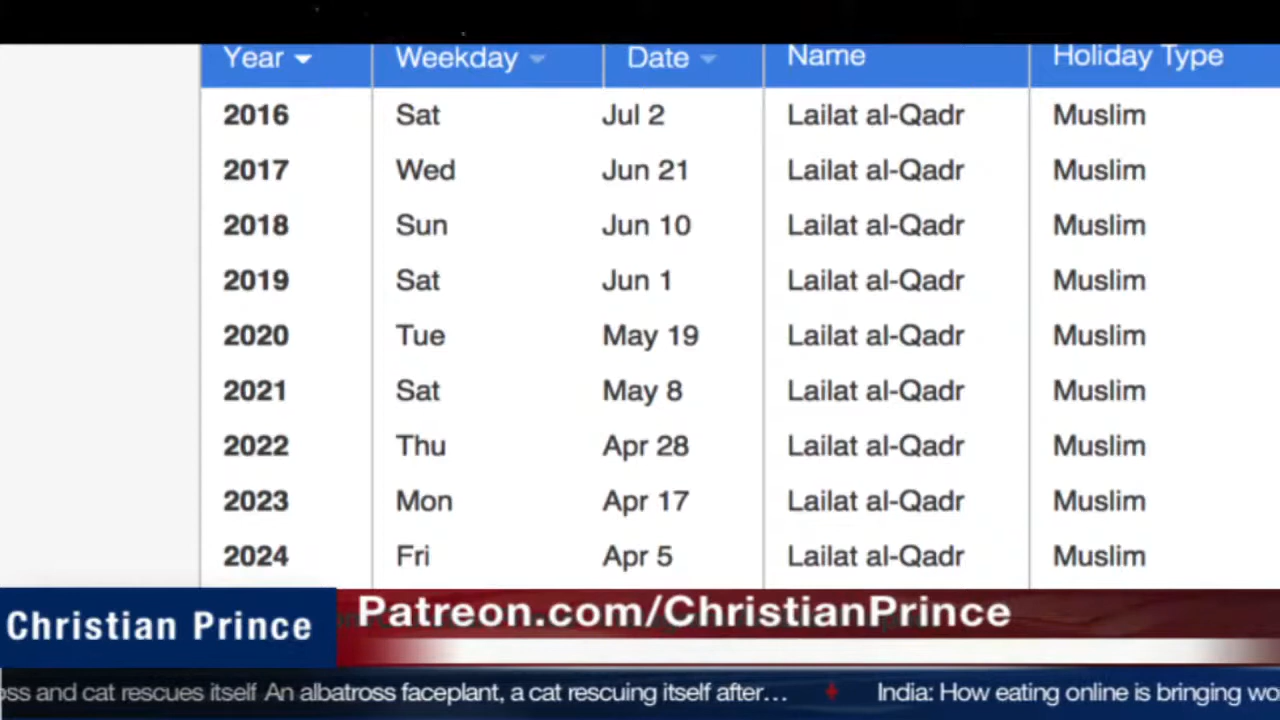 Year Weekday Date Name Holiday Type
2016 Sat Jul 2 Lailat al-Qadr Muslim
2017 Wed Jun 21 Lailat al-Qadr Muslim
2018 Sun Jun 10 Lailat al-Qadr Muslim
2019 Sat Jun 1 Lailat al-Qadr Muslim
2020 Tue May 19 Lailat al-Qadr Muslim
2021 Sat May 8 Lailat al-Qadr Muslim
2022 Thu Apr 28 Lailat al-Qadr Muslim
2023 Mon Apr 17 Lailat al-Qadr Muslim
2024 Fri Apr 5 Lailat al-Qadr Muslim
Christian Prince Patreon.com/ChristianPrince
oss and cat rescues itself An albatross faceplant, a cat rescuing itself after... India: How eating online is bringing wo